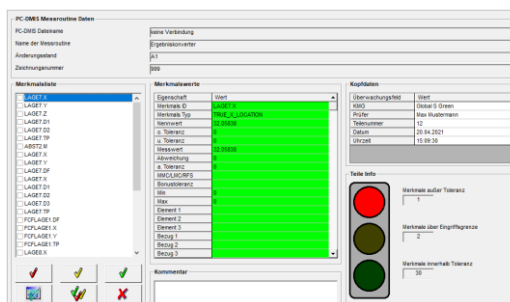 PC-DMIS Messroutine Daten
PC-DMIS Dateiname
keine Verbindung
Name der Messroutine
Ergebniskonverter
Änderungsstand
A1
Zeichnungsnummer
999
Merkmalsliste
LAGE7.X
LAGE7.Y
LAGE7.Z
LAGE7.D1
LAGE7.D2
LAGE7.TP
ABST2.M
LAGE7.X
LAGE7.Y
LAGE7.DF
LAGE7.X
LAGE7.D1
LAGE7.D2
LAGE7.D3
LAGE7.TP
FCFLAGE1.DF
FCFLAGE1.X
FCFLAGE1.Y
FCFLAGE1.TP
LAGE8.X
Merkmalswerte
Eigenschaft Wert
Merkmals ID LAGE7.X
Merkmals Typ TRUE_X_LOCATION
Nennwert 32,05838
o. Toleranz 0
u. Toleranz 0
Messwert 32,05838
Abweichung 0
a. Toleranz 0
MMC/LMC/RFS
Bonustoleranz
Min 0
Max 0
Element 1
Element 2
Element 3
Bezug 1
Bezug 2
Bezug 3
Kommentar
Kopfdaten
Überwachungsfeld Wert
KMG Global S Green
Prüfer Max Mustermann
Teilenummer 12
Datum 20.04.2021
Uhrzeit 15:09:30
Teile Info
Merkmale außer Toleranz
1
Merkmale über Eingriffsgrenze
2
Merkmale innerhalb Toleranz
30